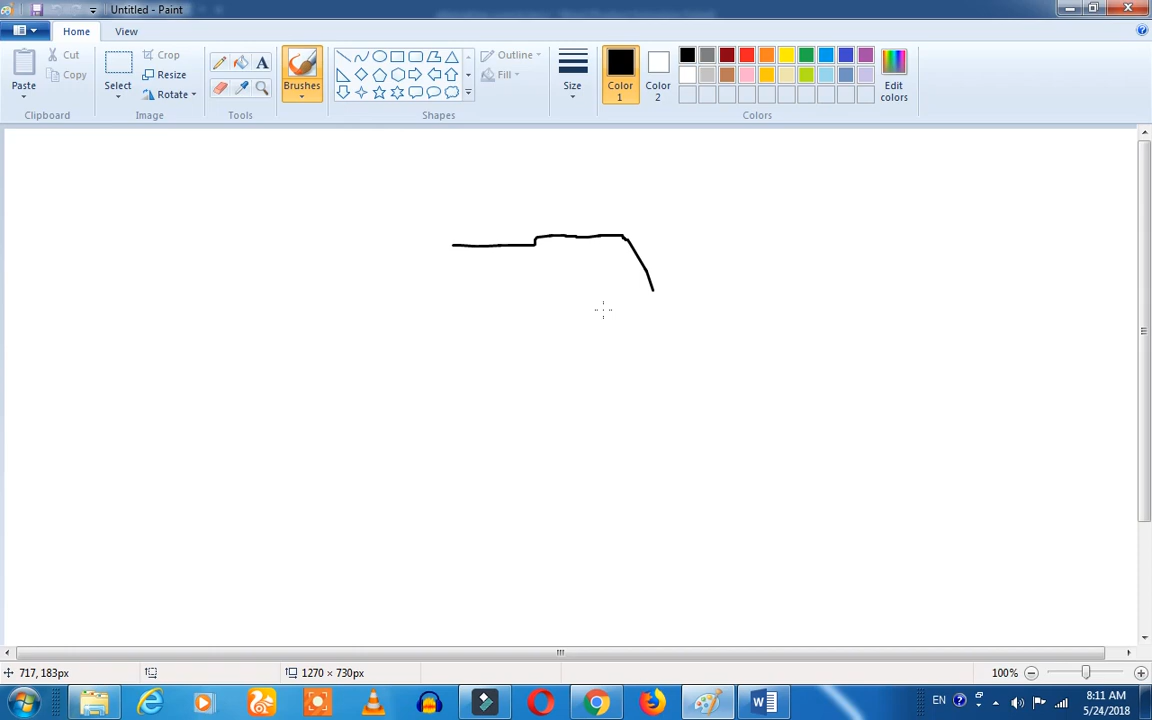 Untitled - Paint
Home View
Cut
Copy
Paste
Clipboard
Crop
Resize
Rotate
Select
Image
A
Tools
Brushes
Outline
Fill
Shapes
Size
Color 1
Color 2
Edit colors
Colors
717, 183px
1270 × 730px
100%
EN
8:11 AM
5/24/2018